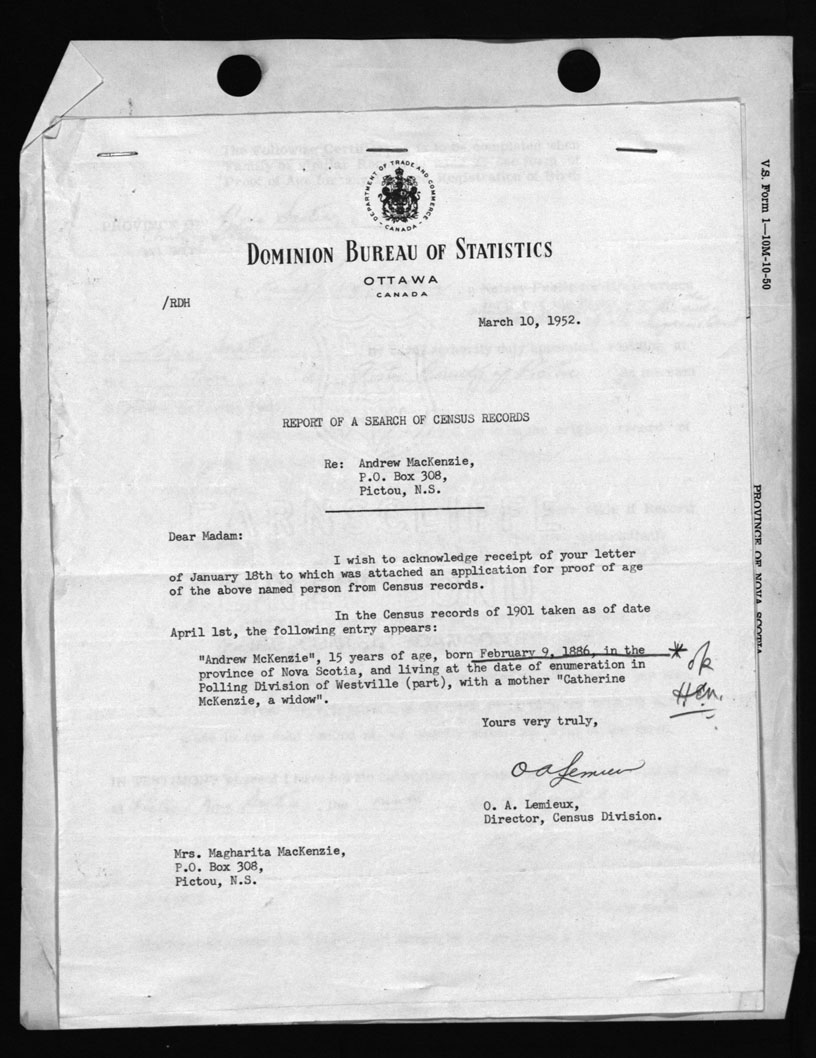 DEPARTMENT OF TRADE AND COMMERCE
CANADA
DOMINION BUREAU OF STATISTICS
OTTAWA
CANADA
/RDH
March 10, 1952.
REPORT OF A SEARCH OF CENSUS RECORDS
Re: Andrew MacKenzie,
P.O. Box 308,
Pictou, N.S.
Dear Madam:
I wish to acknowledge receipt of your letter
of January 18th to which was attached an application for proof of age
of the above named person from Census records.
In the Census records of 1901 taken as of date
April 1st, the following entry appears:
"Andrew McKenzie", 15 years of age, born February 9, 1886, in the * ok
province of Nova Scotia, and living at the date of enumeration in
Polling Division of Westville (part), with a mother "Catherine
McKenzie, a widow".
Yours very truly,
O A Lemieux
O. A. Lemieux,
Director, Census Division.
Mrs. Magharita MacKenzie,
P.O. Box 308,
Pictou, N.S.
V.S. Form 1—10M-10-50
PROVINCE OF NOVA SCOTIA